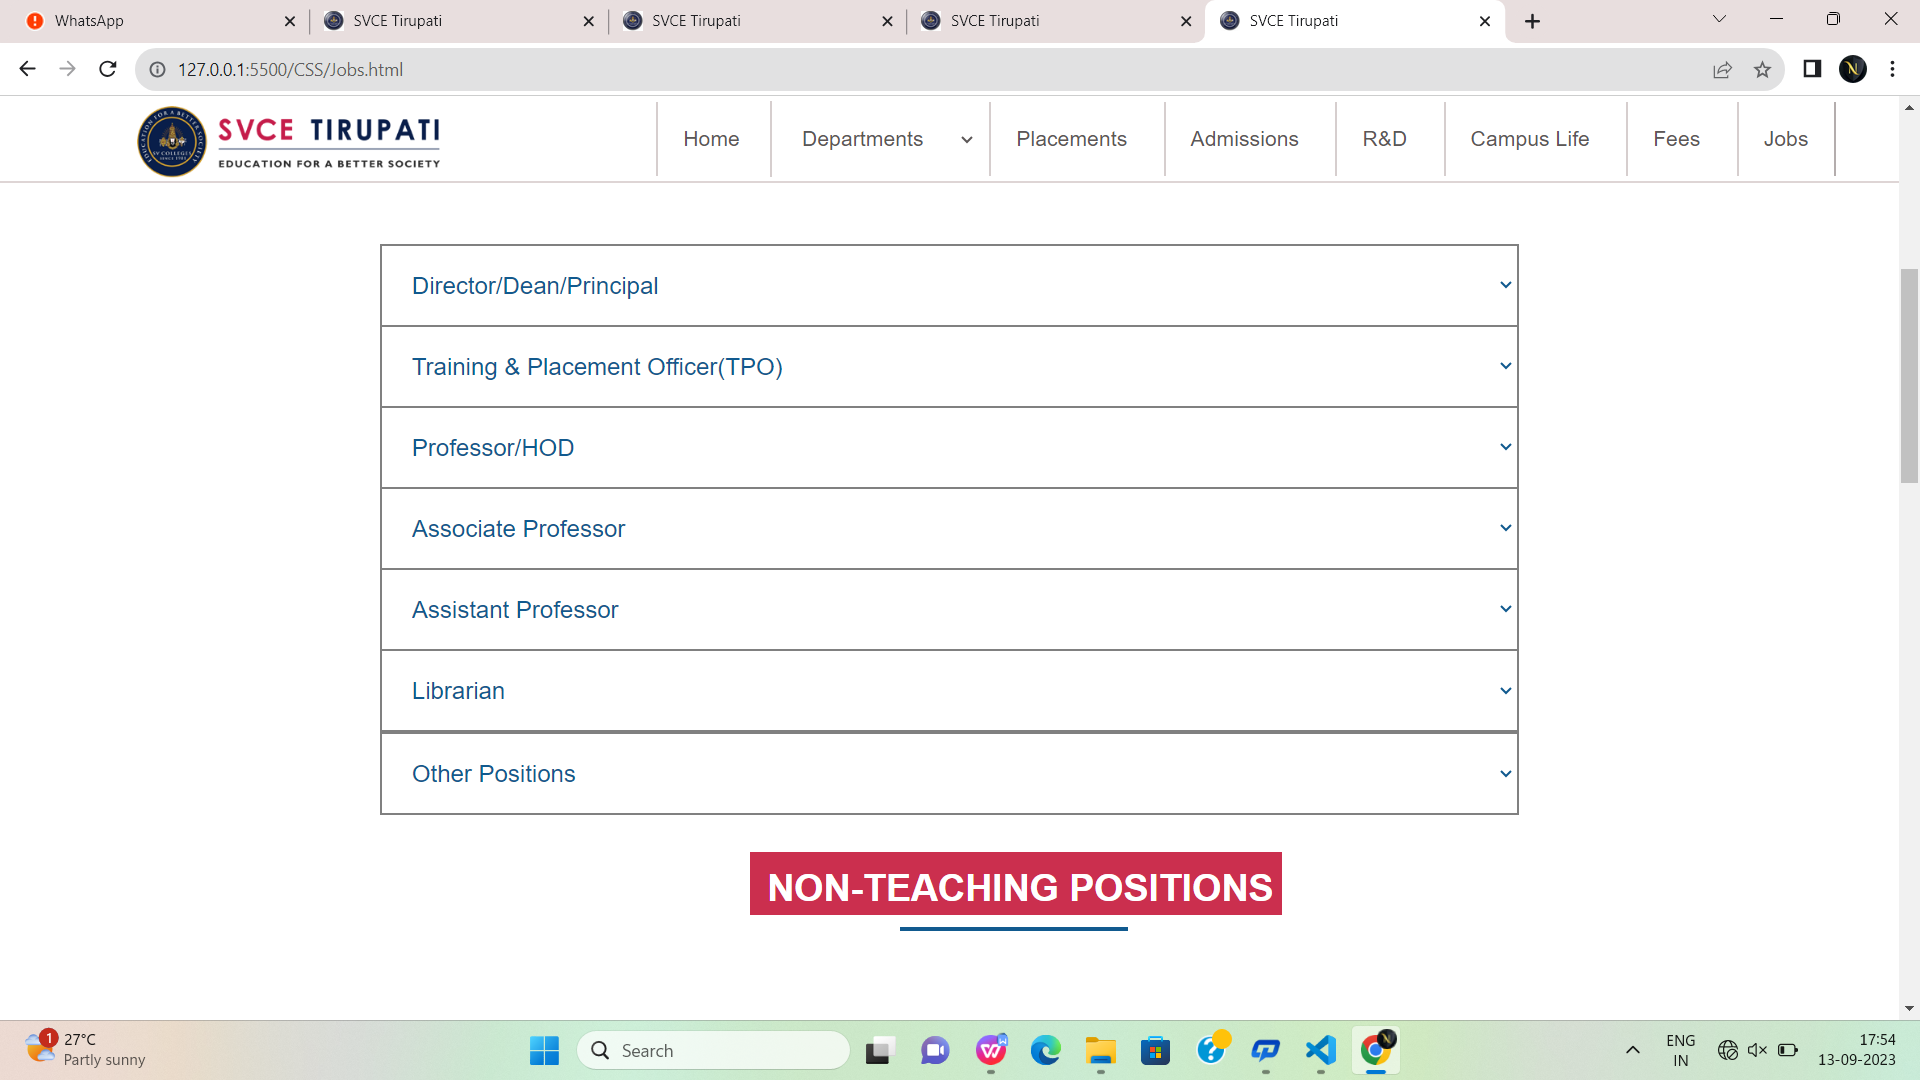 WhatsApp
SVCE Tirupati
SVCE Tirupati
SVCE Tirupati
SVCE Tirupati
127.0.0.1:5500/CSS/Jobs.html
SVCE TIRUPATI
EDUCATION FOR A BETTER SOCIETY
Home
Departments
Placements
Admissions
R&D
Campus Life
Fees
Jobs
Director/Dean/Principal
Training & Placement Officer(TPO)
Professor/HOD
Associate Professor
Assistant Professor
Librarian
Other Positions
NON-TEACHING POSITIONS
1
27°C
Partly sunny
Search
ENG
IN
17:54
13-09-2023